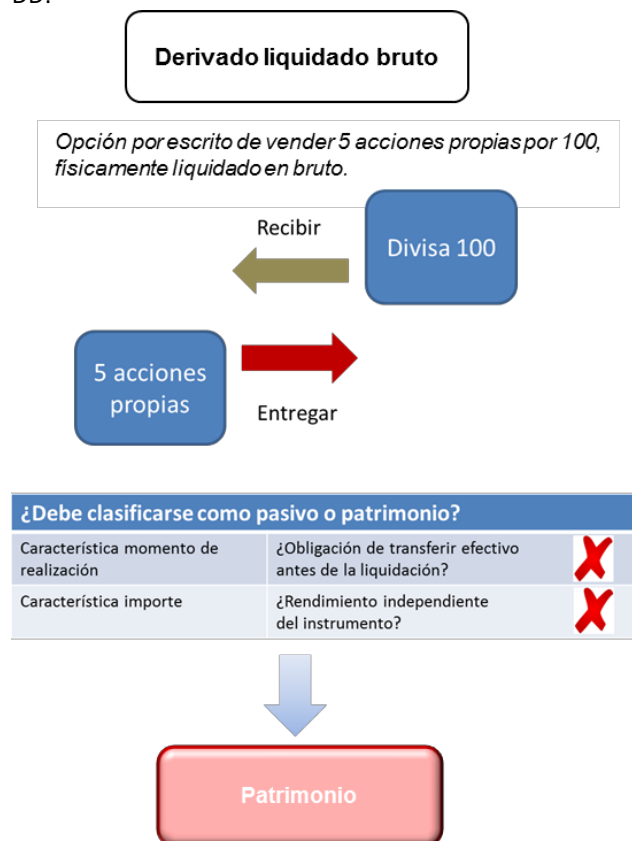 BB.
Derivado liquidado bruto
Opción por escrito de vender 5 acciones propias por 100,
físicamente liquidado en bruto.
Recibir
Divisa 100
5 acciones
propias
Entregar
¿Debe clasificarse como pasivo o patrimonio?
Característica momento de
realización
¿Obligación de transferir efectivo
antes de la liquidación?
Característica importe
¿Rendimiento independiente
del instrumento?
Patrimonio